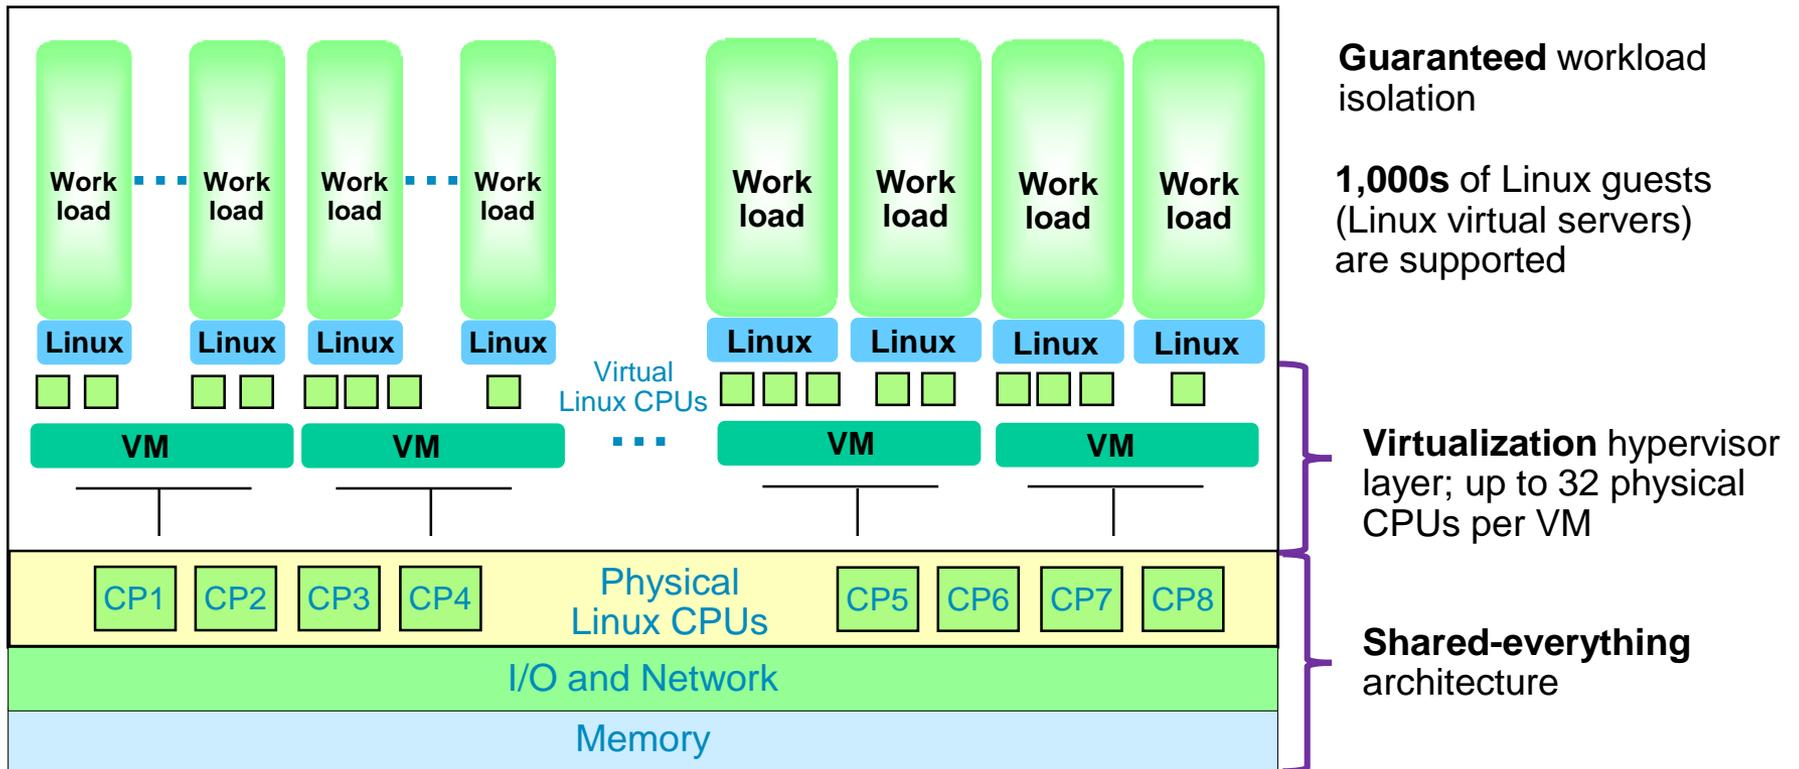 Work
load
Work
load
Work
load
Work
load
Work
load
Work
load
Work
load
Work
load
Linux
Linux
Linux
Linux
Linux
Linux
Linux
Linux
Virtual
Linux CPUs
VM
VM
VM
VM
CP1
CP2
CP3
CP4
Physical
Linux CPUs
CP5
CP6
CP7
CP8
I/O and Network
Memory
Guaranteed workload
isolation
1,000s of Linux guests
(Linux virtual servers)
are supported
Virtualization hypervisor
layer; up to 32 physical
CPUs per VM
Shared-everything
architecture